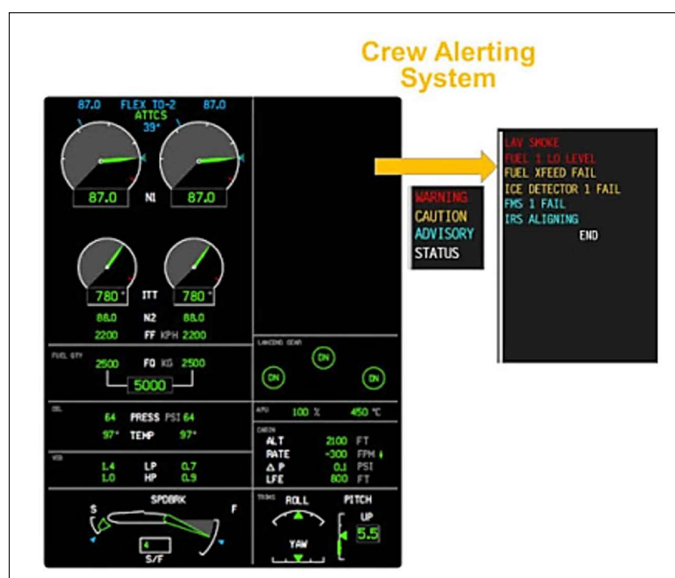 Crew Alerting
System
87.0 FLEX TO-2 87.0
ATTCS
39°
87.0 N1 87.0
780° ITT 780°
88.0 N2 88.0
2200 FF KPH 2200
FUEL QTY
2500 FQ KG 2500
5000
OIL
64 PRESS PSI 64
97° TEMP 97°
VIB
1.4 LP 0.7
1.0 HP 0.9
SPDBRK
S F
4
S/F
LANDING GEAR
DN
DN DN
APU 100 % 450 °C
CABIN
ALT 2100 FT
RATE -300 FPM
Δ P 0.1 PSI
LFE 800 FT
TRIMS ROLL PITCH
UP
5.5
YAW
WARNING
CAUTION
ADVISORY
STATUS
LAV SMOKE
FUEL 1 LO LEVEL
FUEL XFEED FAIL
ICE DETECTOR 1 FAIL
FMS 1 FAIL
IRS ALIGNING
END